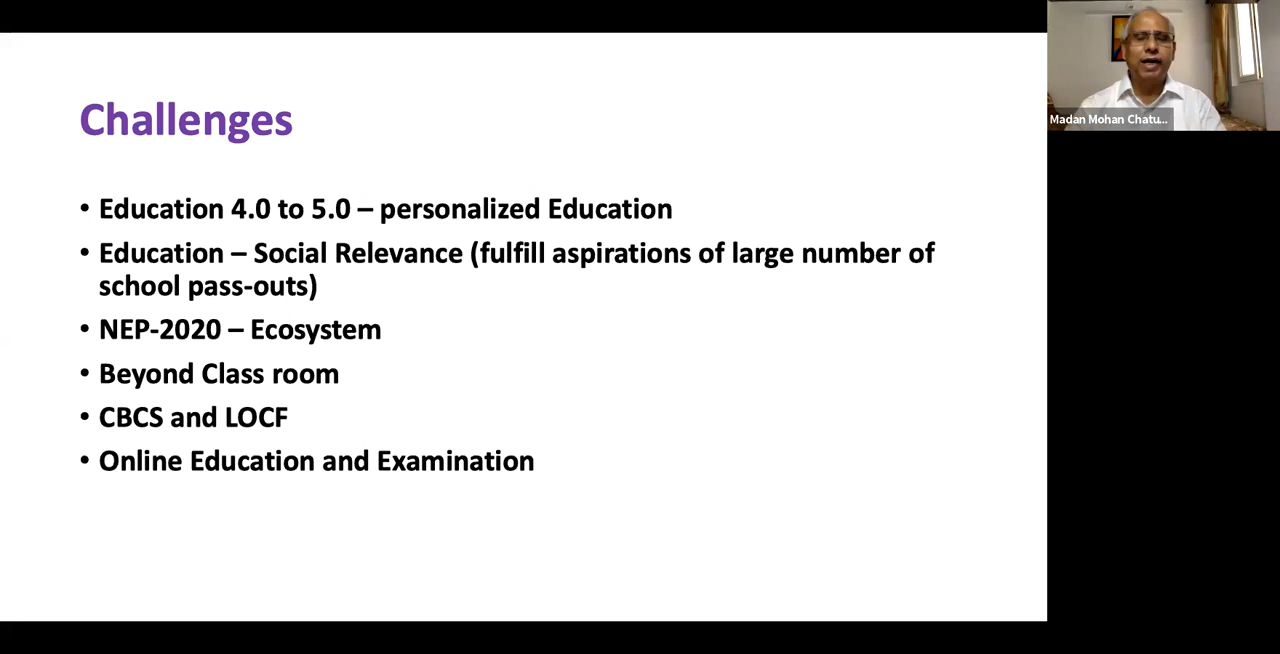 Challenges
• Education 4.0 to 5.0 – personalized Education
• Education – Social Relevance (fulfill aspirations of large number of
school pass-outs)
• NEP-2020 – Ecosystem
• Beyond Class room
• CBCS and LOCF
• Online Education and Examination
Madan Mohan Chatu...